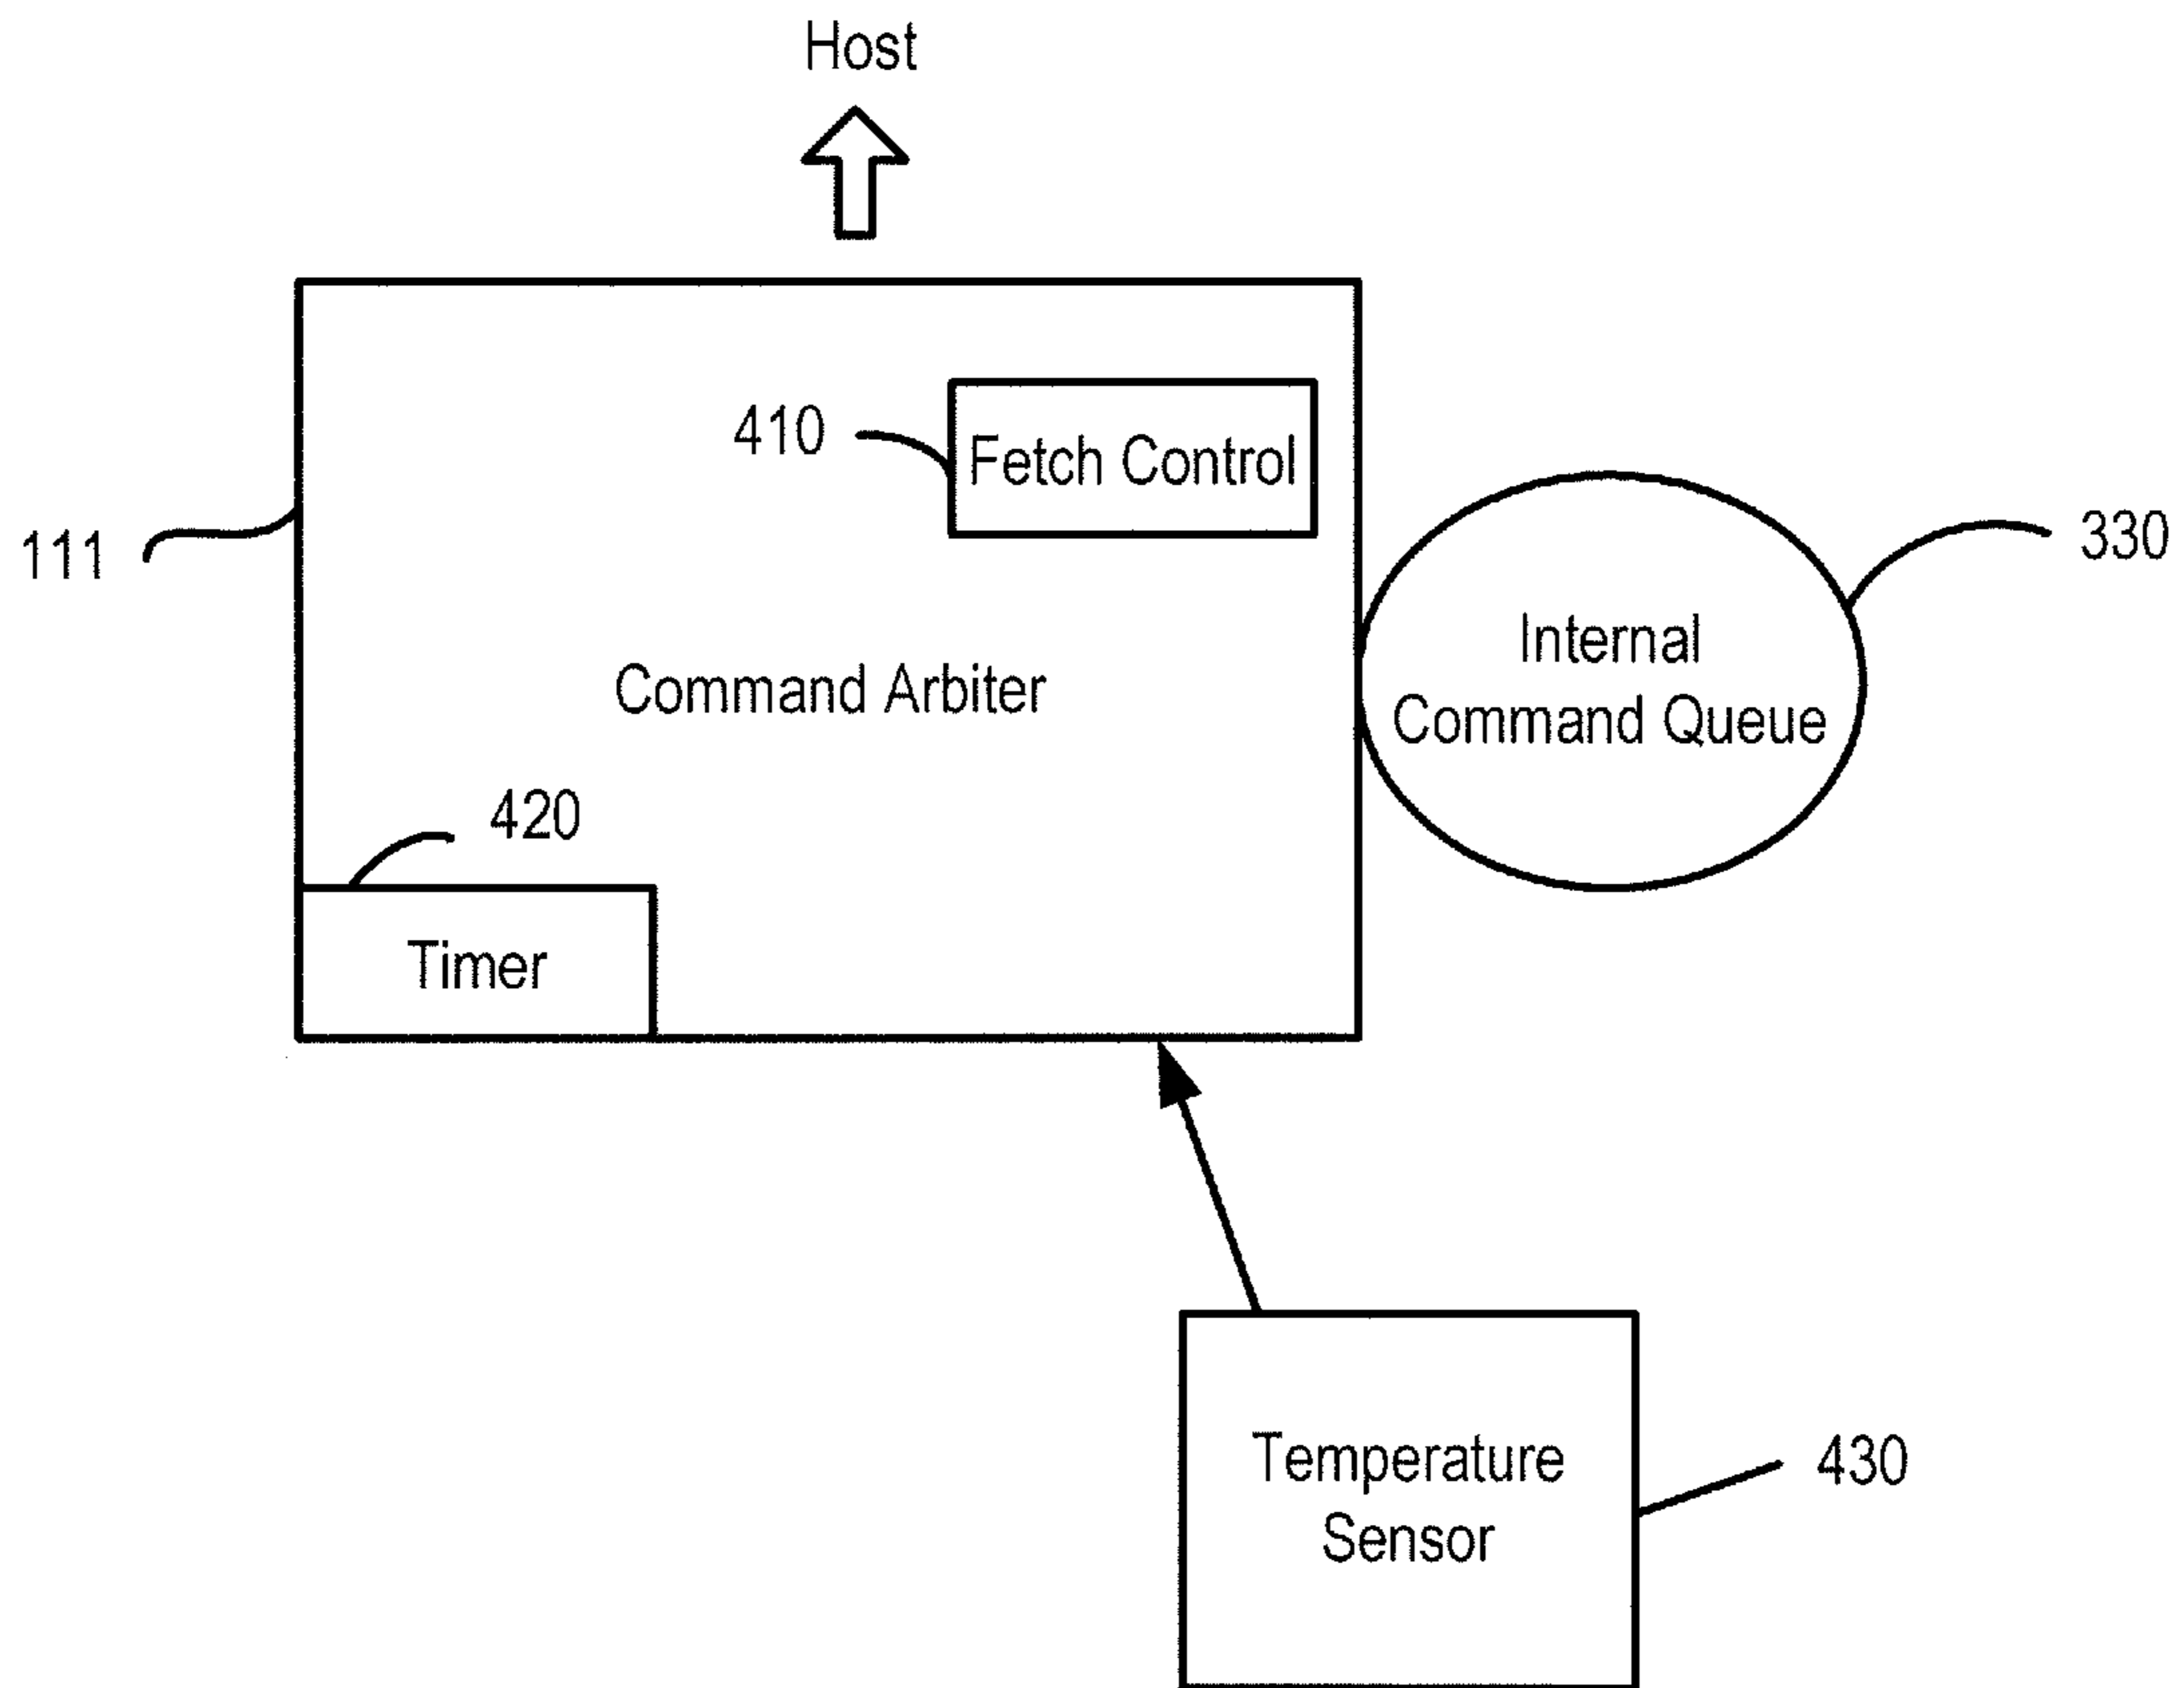 Host
410
Fetch Control
111
330
Internal
Command Queue
Command Arbiter
420
Timer
Temperature
Sensor
430